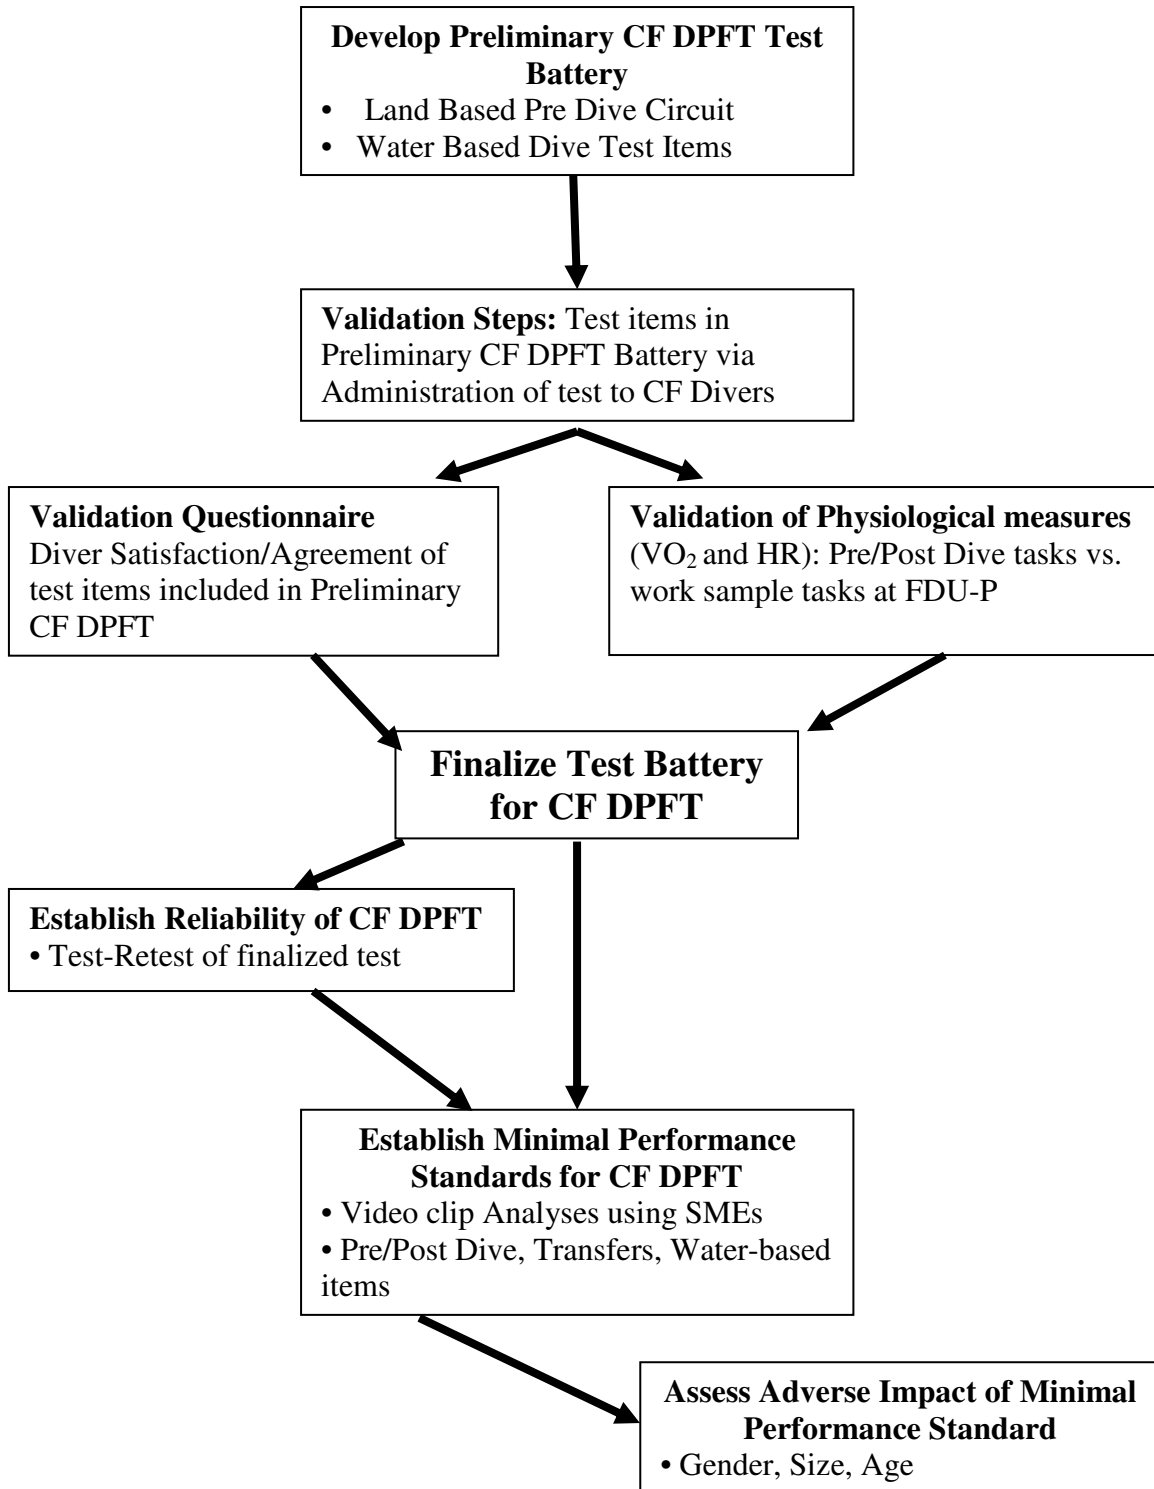 Develop Preliminary CF DPFT Test
Battery
• Land Based Pre Dive Circuit
• Water Based Dive Test Items
Validation Steps: Test items in
Preliminary CF DPFT Battery via
Administration of test to CF Divers
Validation Questionnaire
Diver Satisfaction/Agreement of
test items included in Preliminary
CF DPFT
Validation of Physiological measures
(VO₂ and HR): Pre/Post Dive tasks vs.
work sample tasks at FDU-P
Finalize Test Battery
for CF DPFT
Establish Reliability of CF DPFT
• Test-Retest of finalized test
Establish Minimal Performance
Standards for CF DPFT
• Video clip Analyses using SMEs
• Pre/Post Dive, Transfers, Water-based
items
Assess Adverse Impact of Minimal
Performance Standard
• Gender, Size, Age